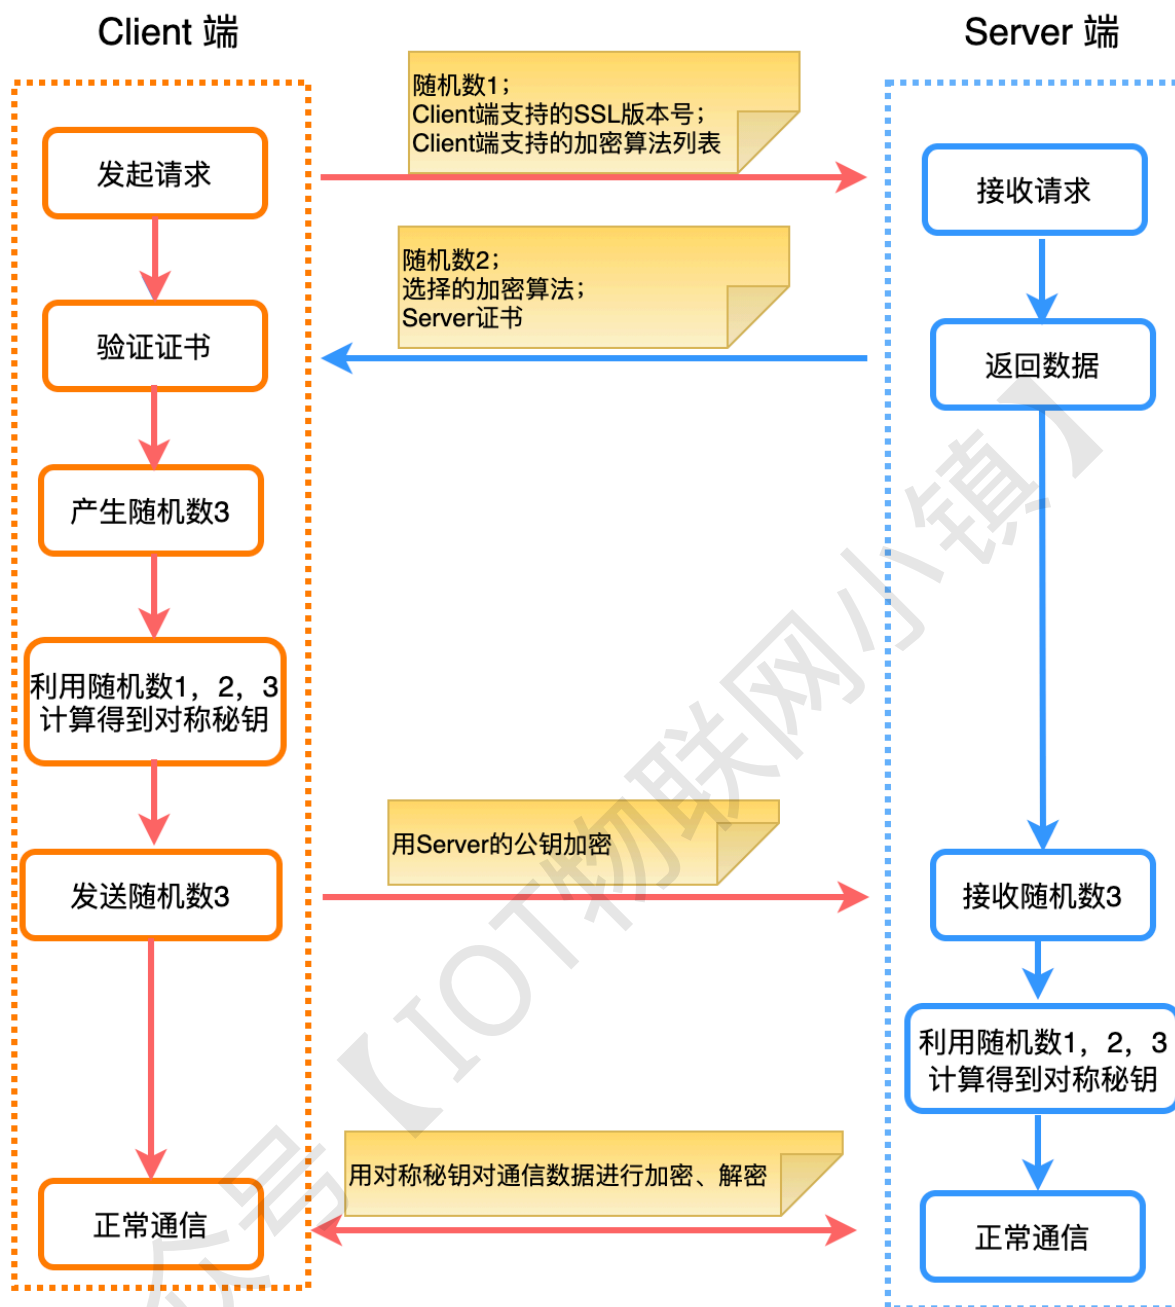 Client 端
Server 端
随机数1；
Client端支持的SSL版本号；
Client端支持的加密算法列表
发起请求
接收请求
随机数2；
选择的加密算法；
Server证书
验证证书
返回数据
产生随机数3
利用随机数1，2，3
计算得到对称秘钥
用Server的公钥加密
发送随机数3
接收随机数3
利用随机数1，2，3
计算得到对称秘钥
用对称秘钥对通信数据进行加密、解密
正常通信
正常通信
众号【IOT物联网小镇】